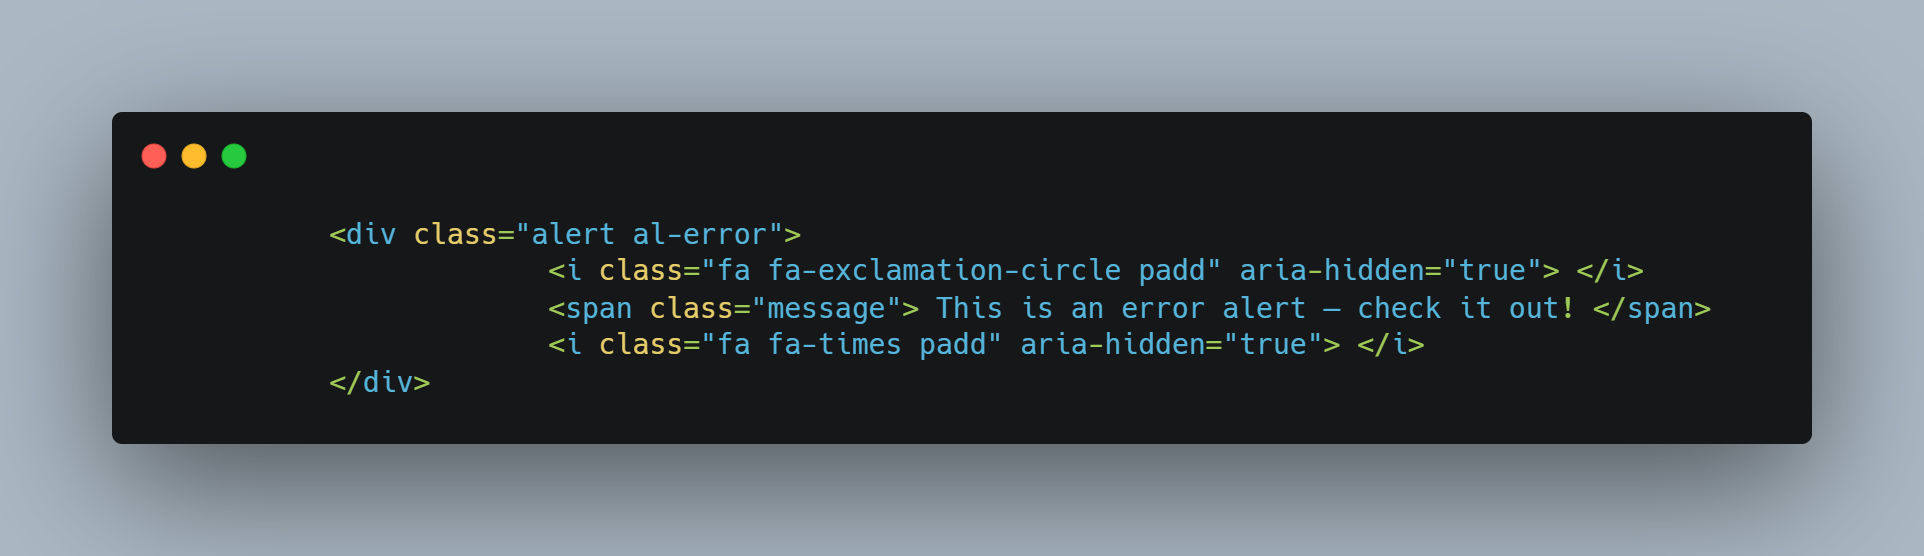 <div class="alert al-error">
<i class="fa fa-exclamation-circle padd" aria-hidden="true"> </i>
<span class="message"> This is an error alert — check it out! </span>
<i class="fa fa-times padd" aria-hidden="true"> </i>
</div>